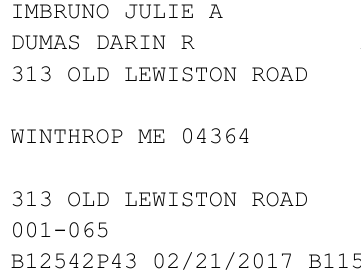 IMBRUNO JULIE A
DUMAS DARIN R
313 OLD LEWISTON ROAD
WINTHROP ME 04364
313 OLD LEWISTON ROAD
001-065
B12542P43 02/21/2017 B115